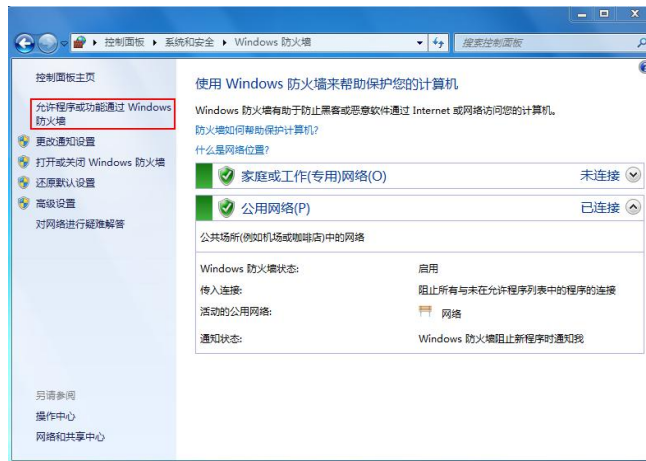 控制面板 ▸ 系统和安全 ▸ Windows 防火墙
搜索控制面板
控制面板主页
允许程序或功能通过 Windows
防火墙
更改通知设置
打开或关闭 Windows 防火墙
还原默认设置
高级设置
对网络进行疑难解答
另请参阅
操作中心
网络和共享中心
使用 Windows 防火墙来帮助保护您的计算机
Windows 防火墙有助于防止黑客或恶意软件通过 Internet 或网络访问您的计算机。
防火墙如何帮助保护计算机?
什么是网络位置?
家庭或工作(专用)网络(O) 未连接
公用网络(P) 已连接
公共场所(例如机场或咖啡店)中的网络
Windows 防火墙状态: 启用
传入连接: 阻止所有与未在允许程序列表中的程序的连接
活动的公用网络: 网络
通知状态: Windows 防火墙阻止新程序时通知我